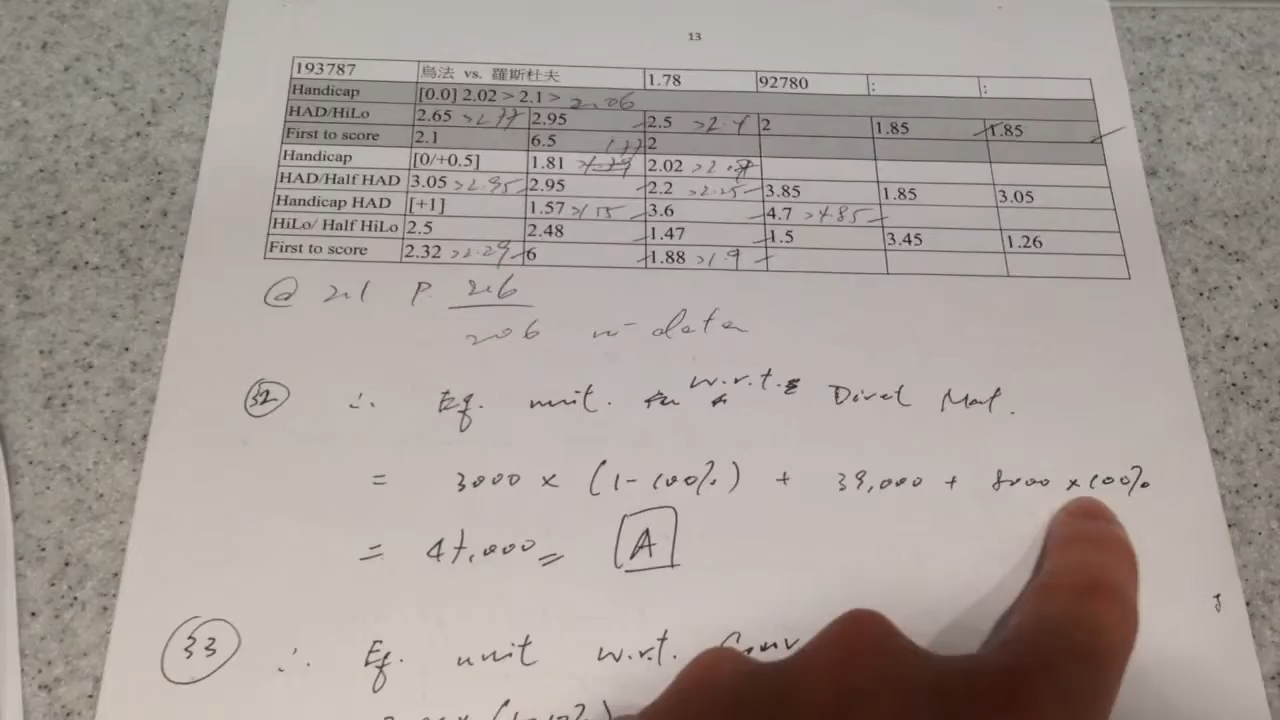 13
193787 烏法 vs. 羅斯杜夫 1.78 92780 : :
Handicap [0.0] 2.02 > 2.1 > 2.06
HAD/HiLo 2.65 >2.77 2.95 2.5 >2.4 2 1.85 1.85
First to score 2.1 6.5 2
Handicap [0/+0.5] 1.81 2.02
HAD/Half HAD 3.05 >2.95 2.95 2.2 >2.25 3.85 1.85 3.05
Handicap HAD [+1] 1.57 3.6 4.7 >4.85
HiLo/ Half HiLo 2.5 2.48 1.47 1.5 3.45 1.26
First to score 2.32 >2.29 6 1.88 >1.9
@ 2.1 P. 2.6
206 data
32 ∴ Eq. unit. w.r.t. Direct Mat.
= 3000 × (1-100%) + 39,000 + 8000 × 100%
= 47,000 A
33 ∴ Eq. unit w.r.t. Conv